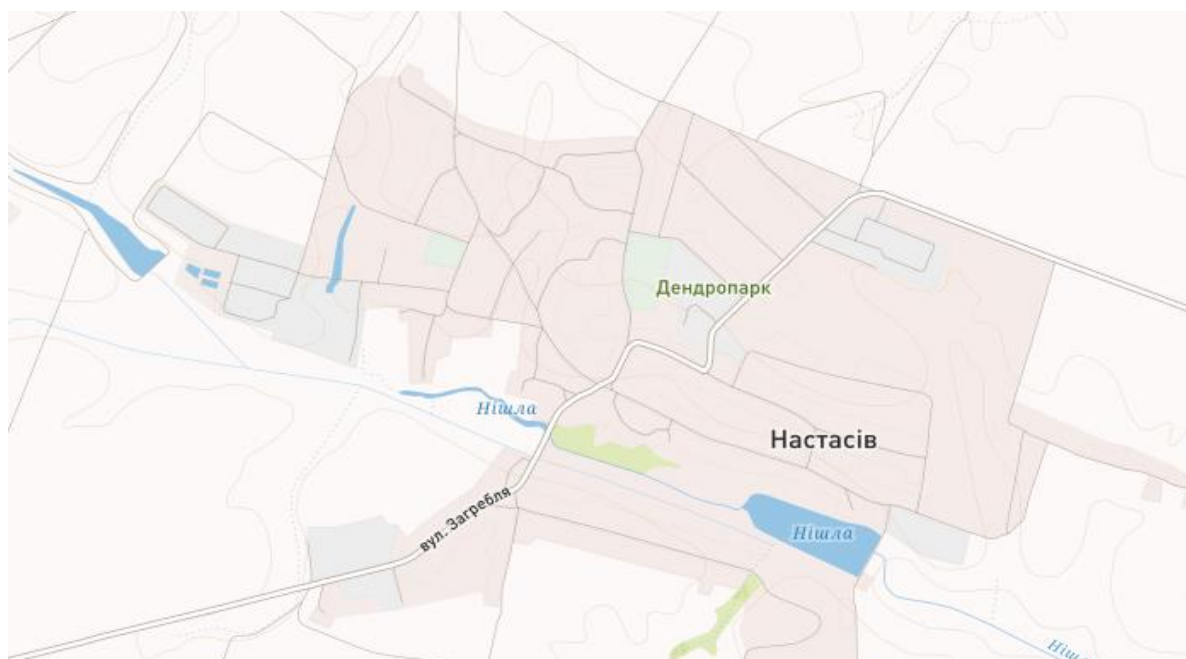 Дендропарк
Нішла
Настасів
вул. Загребля
Нішла